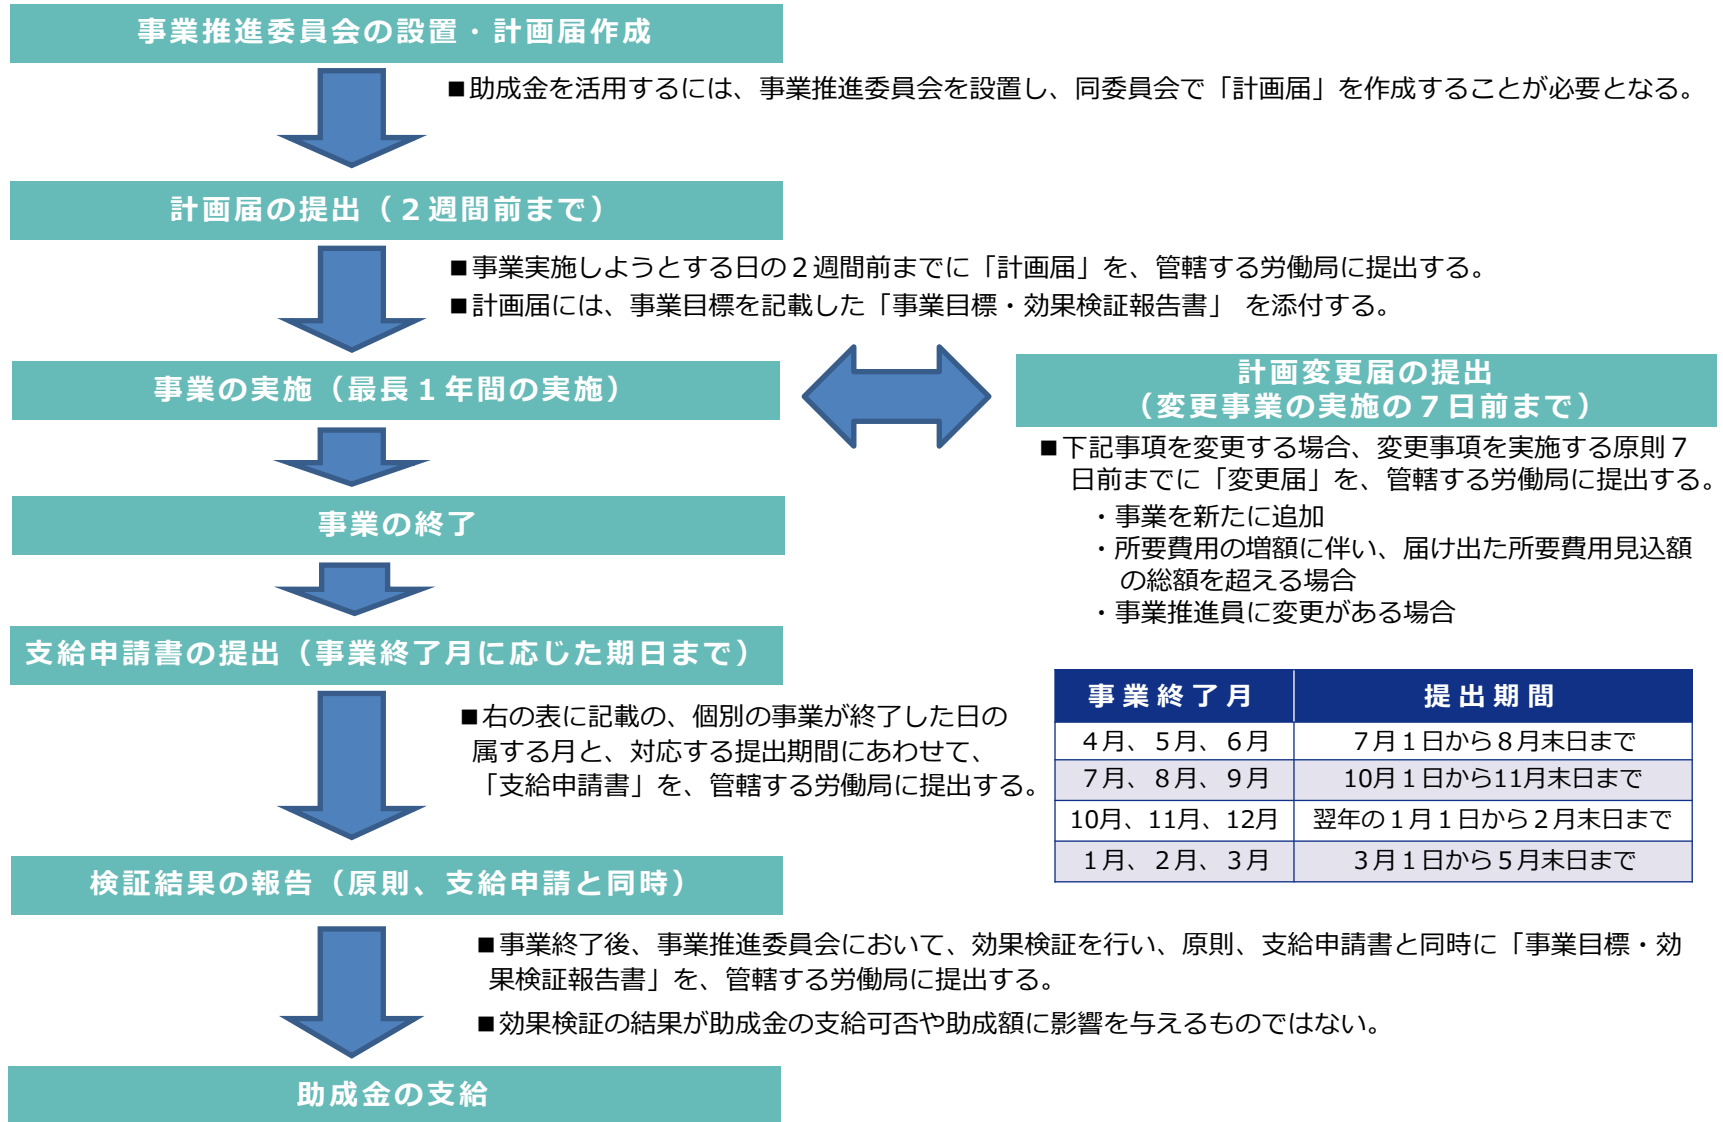 事業推進委員会の設置・計画届作成
■助成金を活用するには、事業推進委員会を設置し、同委員会で「計画届」を作成することが必要となる。
計画届の提出（２週間前まで）
■事業実施しようとする日の２週間前までに「計画届」を、管轄する労働局に提出する。
■計画届には、事業目標を記載した「事業目標・効果検証報告書」 を添付する。
事業の実施（最長１年間の実施）
計画変更届の提出
（変更事業の実施の７日前まで）
■下記事項を変更する場合、変更事項を実施する原則７
日前までに「変更届」を、管轄する労働局に提出する。
・事業を新たに追加
・所要費用の増額に伴い、届け出た所要費用見込額
の総額を超える場合
・事業推進員に変更がある場合
事業の終了
支給申請書の提出（事業終了月に応じた期日まで）
■右の表に記載の、個別の事業が終了した日の
属する月と、対応する提出期間にあわせて、
「支給申請書」を、管轄する労働局に提出する。
事業終了月 提出期間
４月、５月、６月 ７月１日から８月末日まで
７月、８月、９月 10月１日から11月末日まで
10月、11月、12月 翌年の１月１日から２月末日まで
１月、２月、３月 ３月１日から５月末日まで
検証結果の報告（原則、支給申請と同時）
■事業終了後、事業推進委員会において、効果検証を行い、原則、支給申請書と同時に「事業目標・効
果検証報告書」を、管轄する労働局に提出する。
■効果検証の結果が助成金の支給可否や助成額に影響を与えるものではない。
助成金の支給